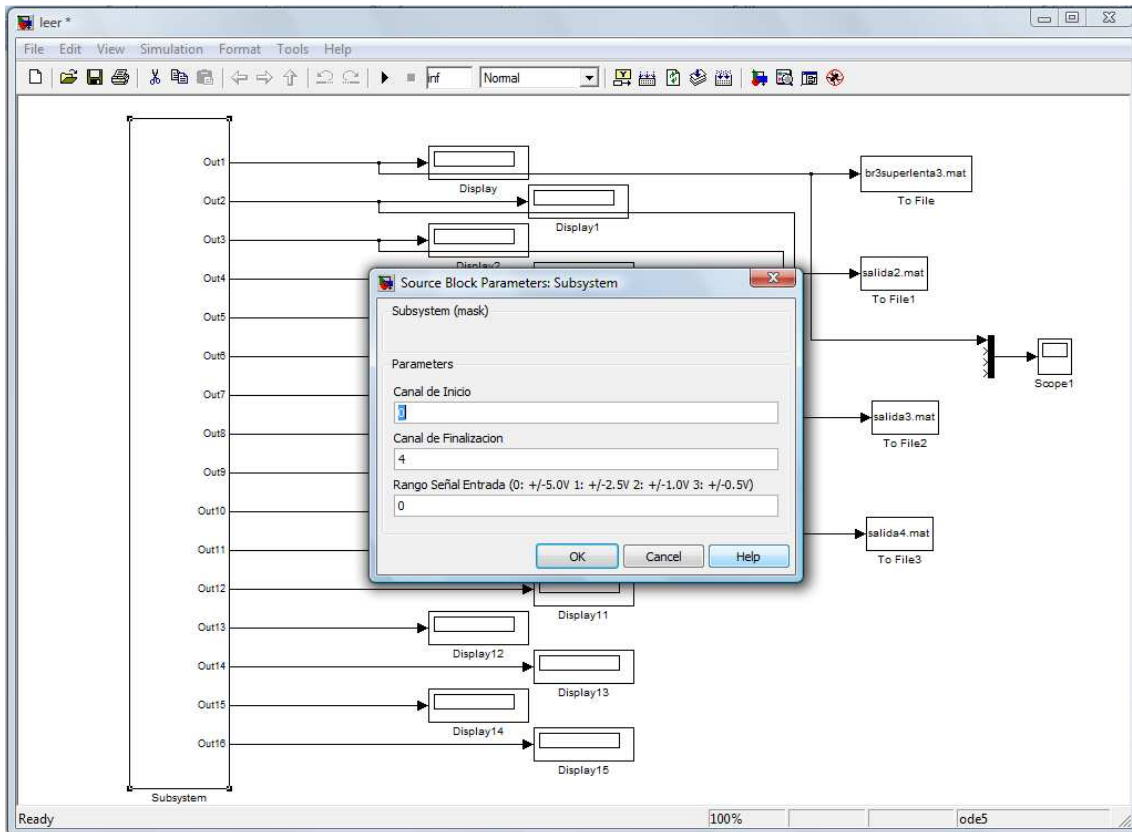 leer *
File Edit View Simulation Format Tools Help
inf Normal
Out1
Out2
Out3
Out4
Out5
Out6
Out7
Out8
Out9
Out10
Out11
Out12
Out13
Out14
Out15
Out16
Subsystem
Display
Display1
Display2
Display11
Display12
Display13
Display14
Display15
br3superlenta3.mat
To File
salida2.mat
To File1
Scope1
salida3.mat
To File2
salida4.mat
To File3
Source Block Parameters: Subsystem
Subsystem (mask)
Parameters
Canal de Inicio
0
Canal de Finalizacion
4
Rango Señal Entrada (0: +/-5.0V 1: +/-2.5V 2: +/-1.0V 3: +/-0.5V)
0
OK Cancel Help
Ready 100% ode5